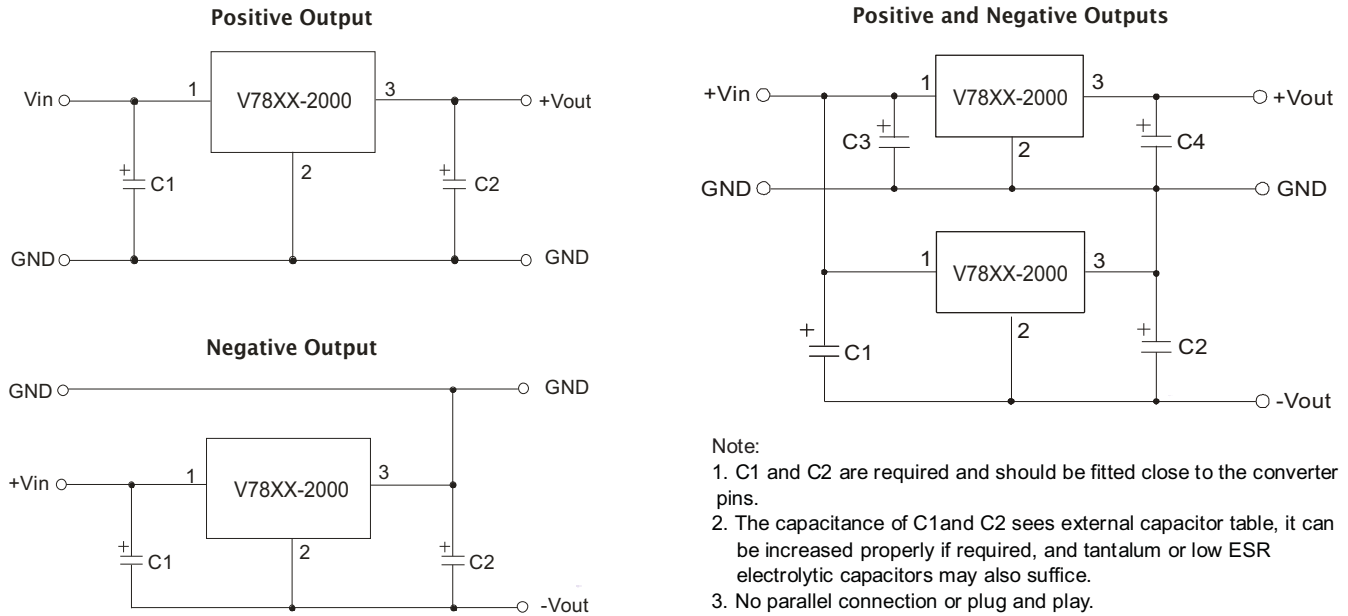 Positive Output
Vin
1
V78XX-2000
3
+Vout
2
+
C1
+
C2
GND
GND
Negative Output
GND
GND
+Vin
1
V78XX-2000
3
2
+
C1
+
C2
-Vout
Positive and Negative Outputs
+Vin
1
V78XX-2000
3
+Vout
+
C3
2
+
C4
GND
GND
1
V78XX-2000
3
2
+
C1
+
C2
-Vout
Note:
1. C1 and C2 are required and should be fitted close to the converter
pins.
2. The capacitance of C1and C2 sees external capacitor table, it can
be increased properly if required, and tantalum or low ESR
electrolytic capacitors may also suffice.
3. No parallel connection or plug and play.